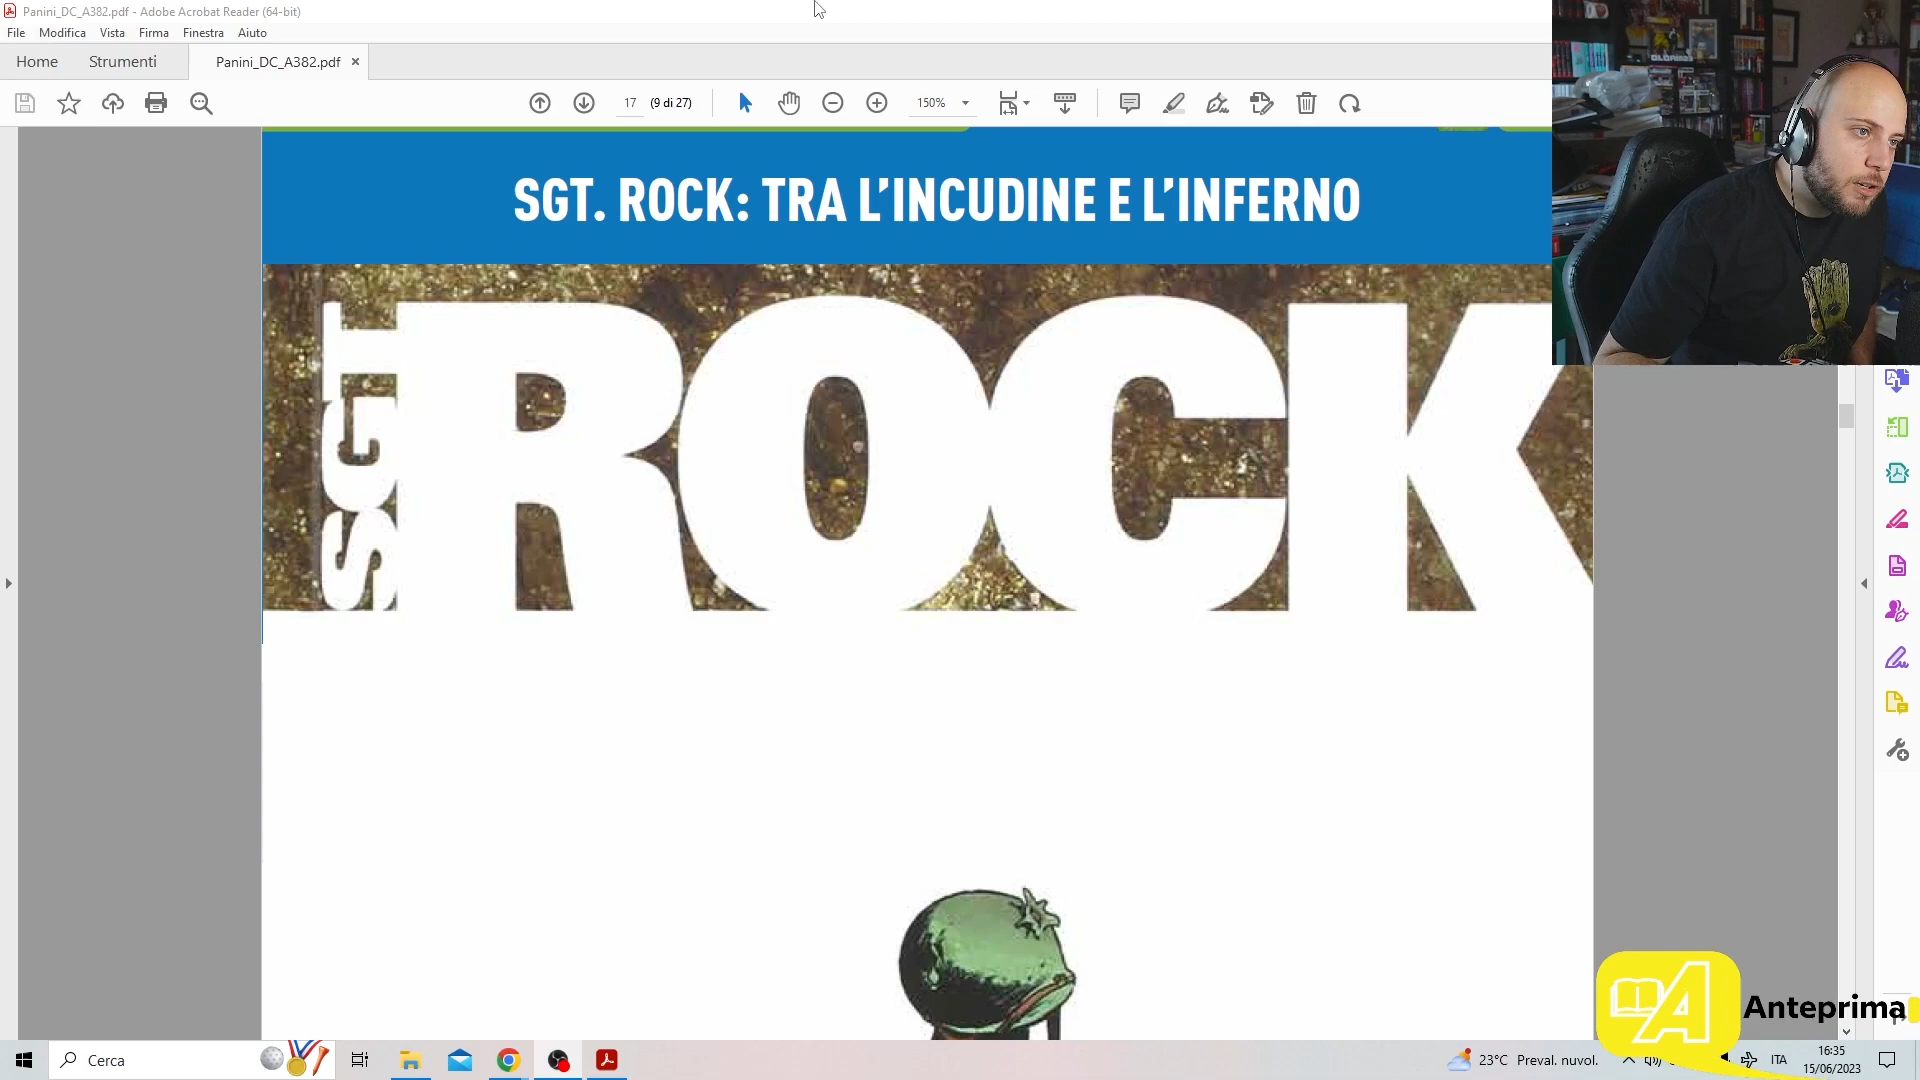 Panini_DC_A382.pdf - Adobe Acrobat Reader (64-bit)
File Modifica Vista Firma Finestra Aiuto
Home Strumenti Panini_DC_A382.pdf
17 (9 di 27) 150%
SGT. ROCK: TRA L'INCUDINE E L'INFERNO
SGT ROCK
A Anteprima
Cerca
23°C Preval. nuvol. ITA 16:35
15/06/2023